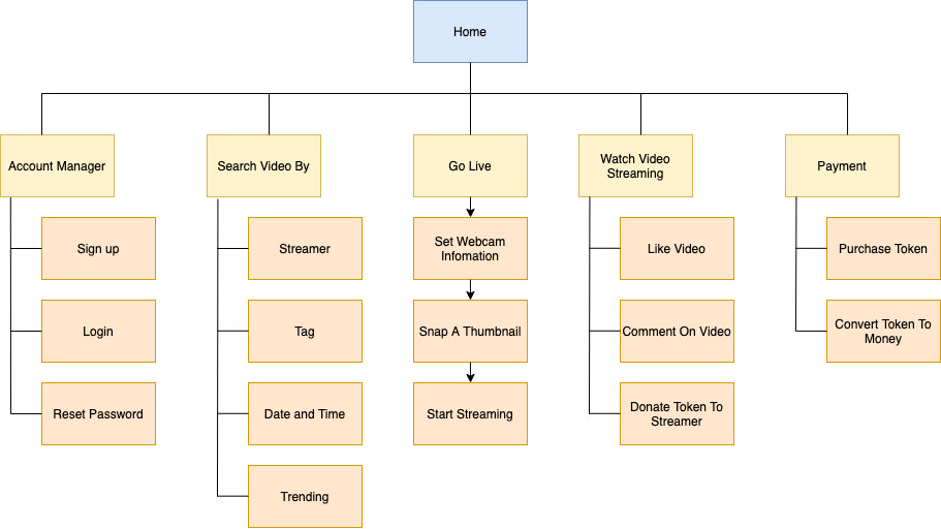 Home
Account Manager
Search Video By
Go Live
Watch Video
Streaming
Payment
Sign up
Streamer
Set Webcam
Infomation
Like Video
Purchase Token
Login
Tag
Snap A Thumbnail
Comment On Video
Convert Token To
Money
Reset Password
Date and Time
Start Streaming
Donate Token To
Streamer
Trending